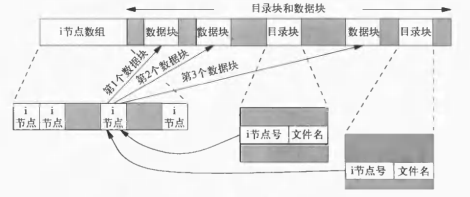 目录块和数据块
i节点数组
数据块
数据块
目录块
数据块
目录块
第1个数据块
第2个数据块
第3个数据块
i
节点
i
节点
i
节点
i
节点
i节点号
文件名
i节点号
文件名